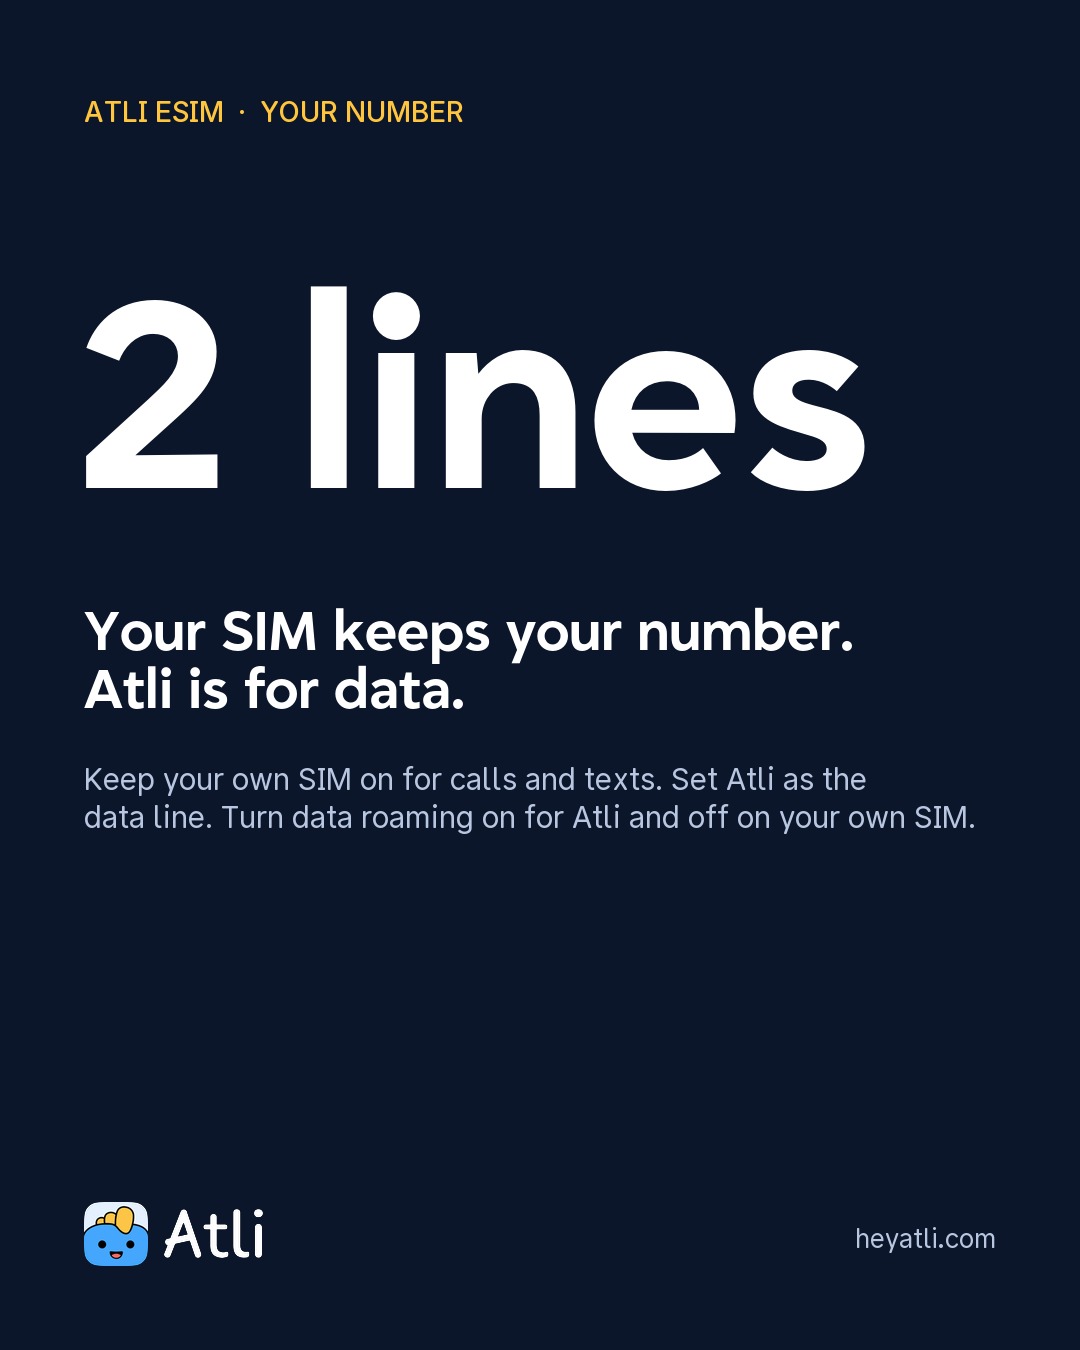 ATLI ESIM · YOUR NUMBER
2 lines
Your SIM keeps your number.
Atli is for data.
Keep your own SIM on for calls and texts. Set Atli as the
data line. Turn data roaming on for Atli and off on your own SIM.
Atli
heyatli.com